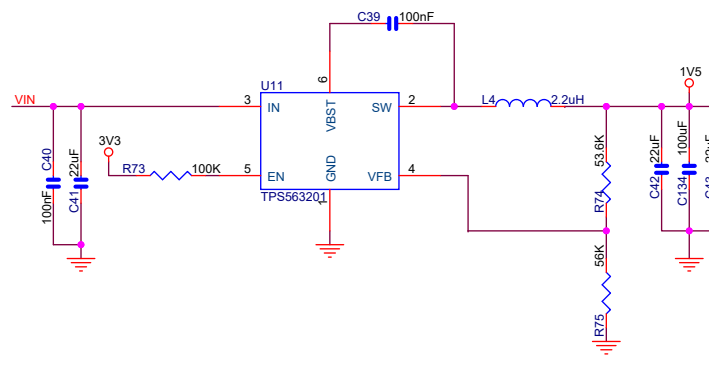 C39
100nF
U11
VIN
3
IN
6
VBST
SW
2
L4
2.2uH
1V5
3V3
R73
100K
5
EN
GND
VFB
4
TPS563201
1
C40
100nF
22uF
C41
53.6K
R74
56K
R75
22uF
C42
100uF
C134